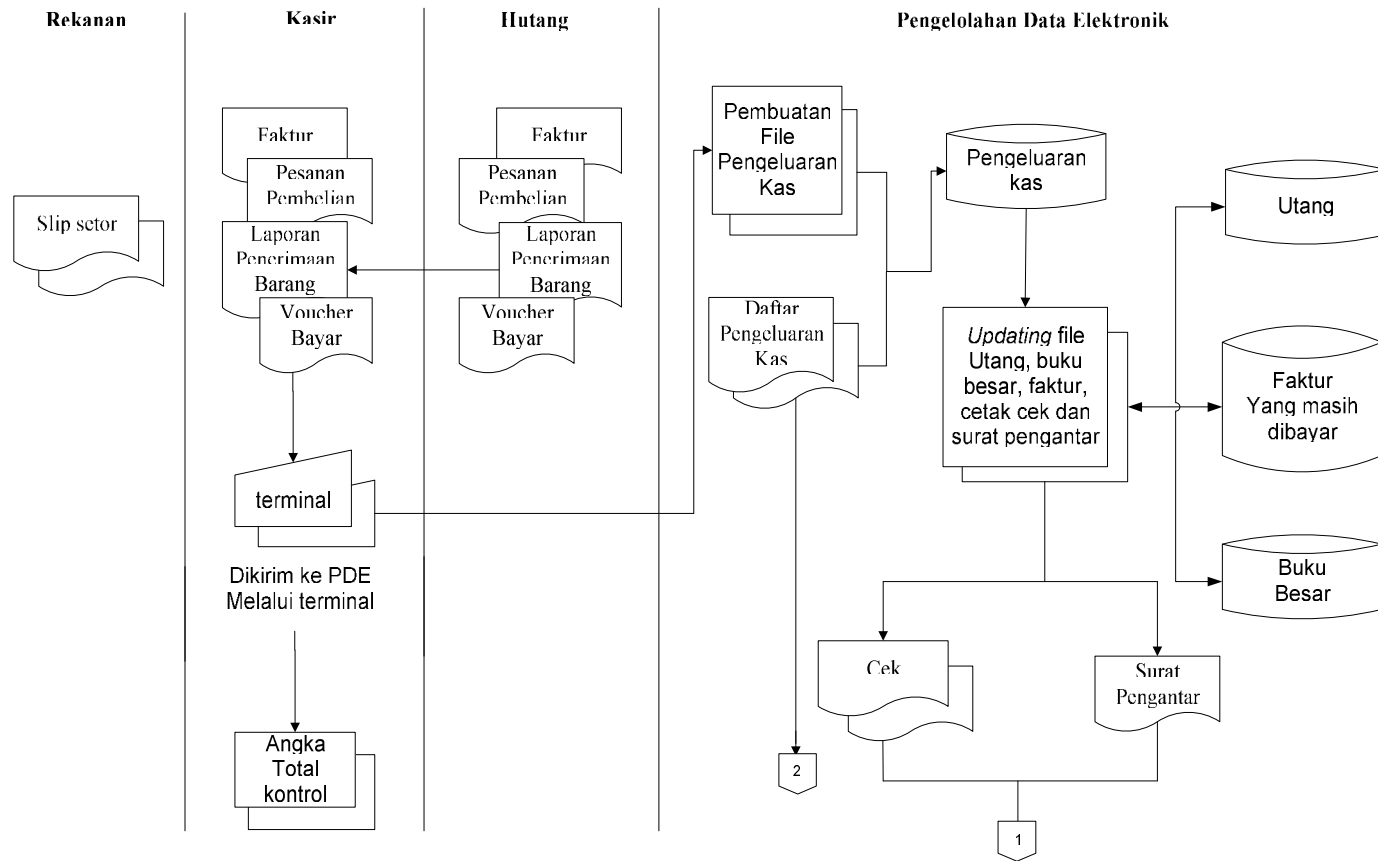 Rekanan
Kasir
Hutang
Pengelolahan Data Elektronik
Slip setor
Faktur
Pesanan
Pembelian
Laporan
Penerimaan
Barang
Voucher
Bayar
terminal
Dikirim ke PDE
Melalui terminal
Angka
Total
kontrol
Faktur
Pesanan
Pembelian
Laporan
Penerimaan
Barang
Voucher
Bayar
Pembuatan
File
Pengeluaran
Kas
Daftar
Pengeluaran
Kas
2
Pengeluaran
kas
Updating file
Utang, buku
besar, faktur,
cetak cek dan
surat pengantar
Utang
Faktur
Yang masih
dibayar
Buku
Besar
Cek
Surat
Pengantar
1